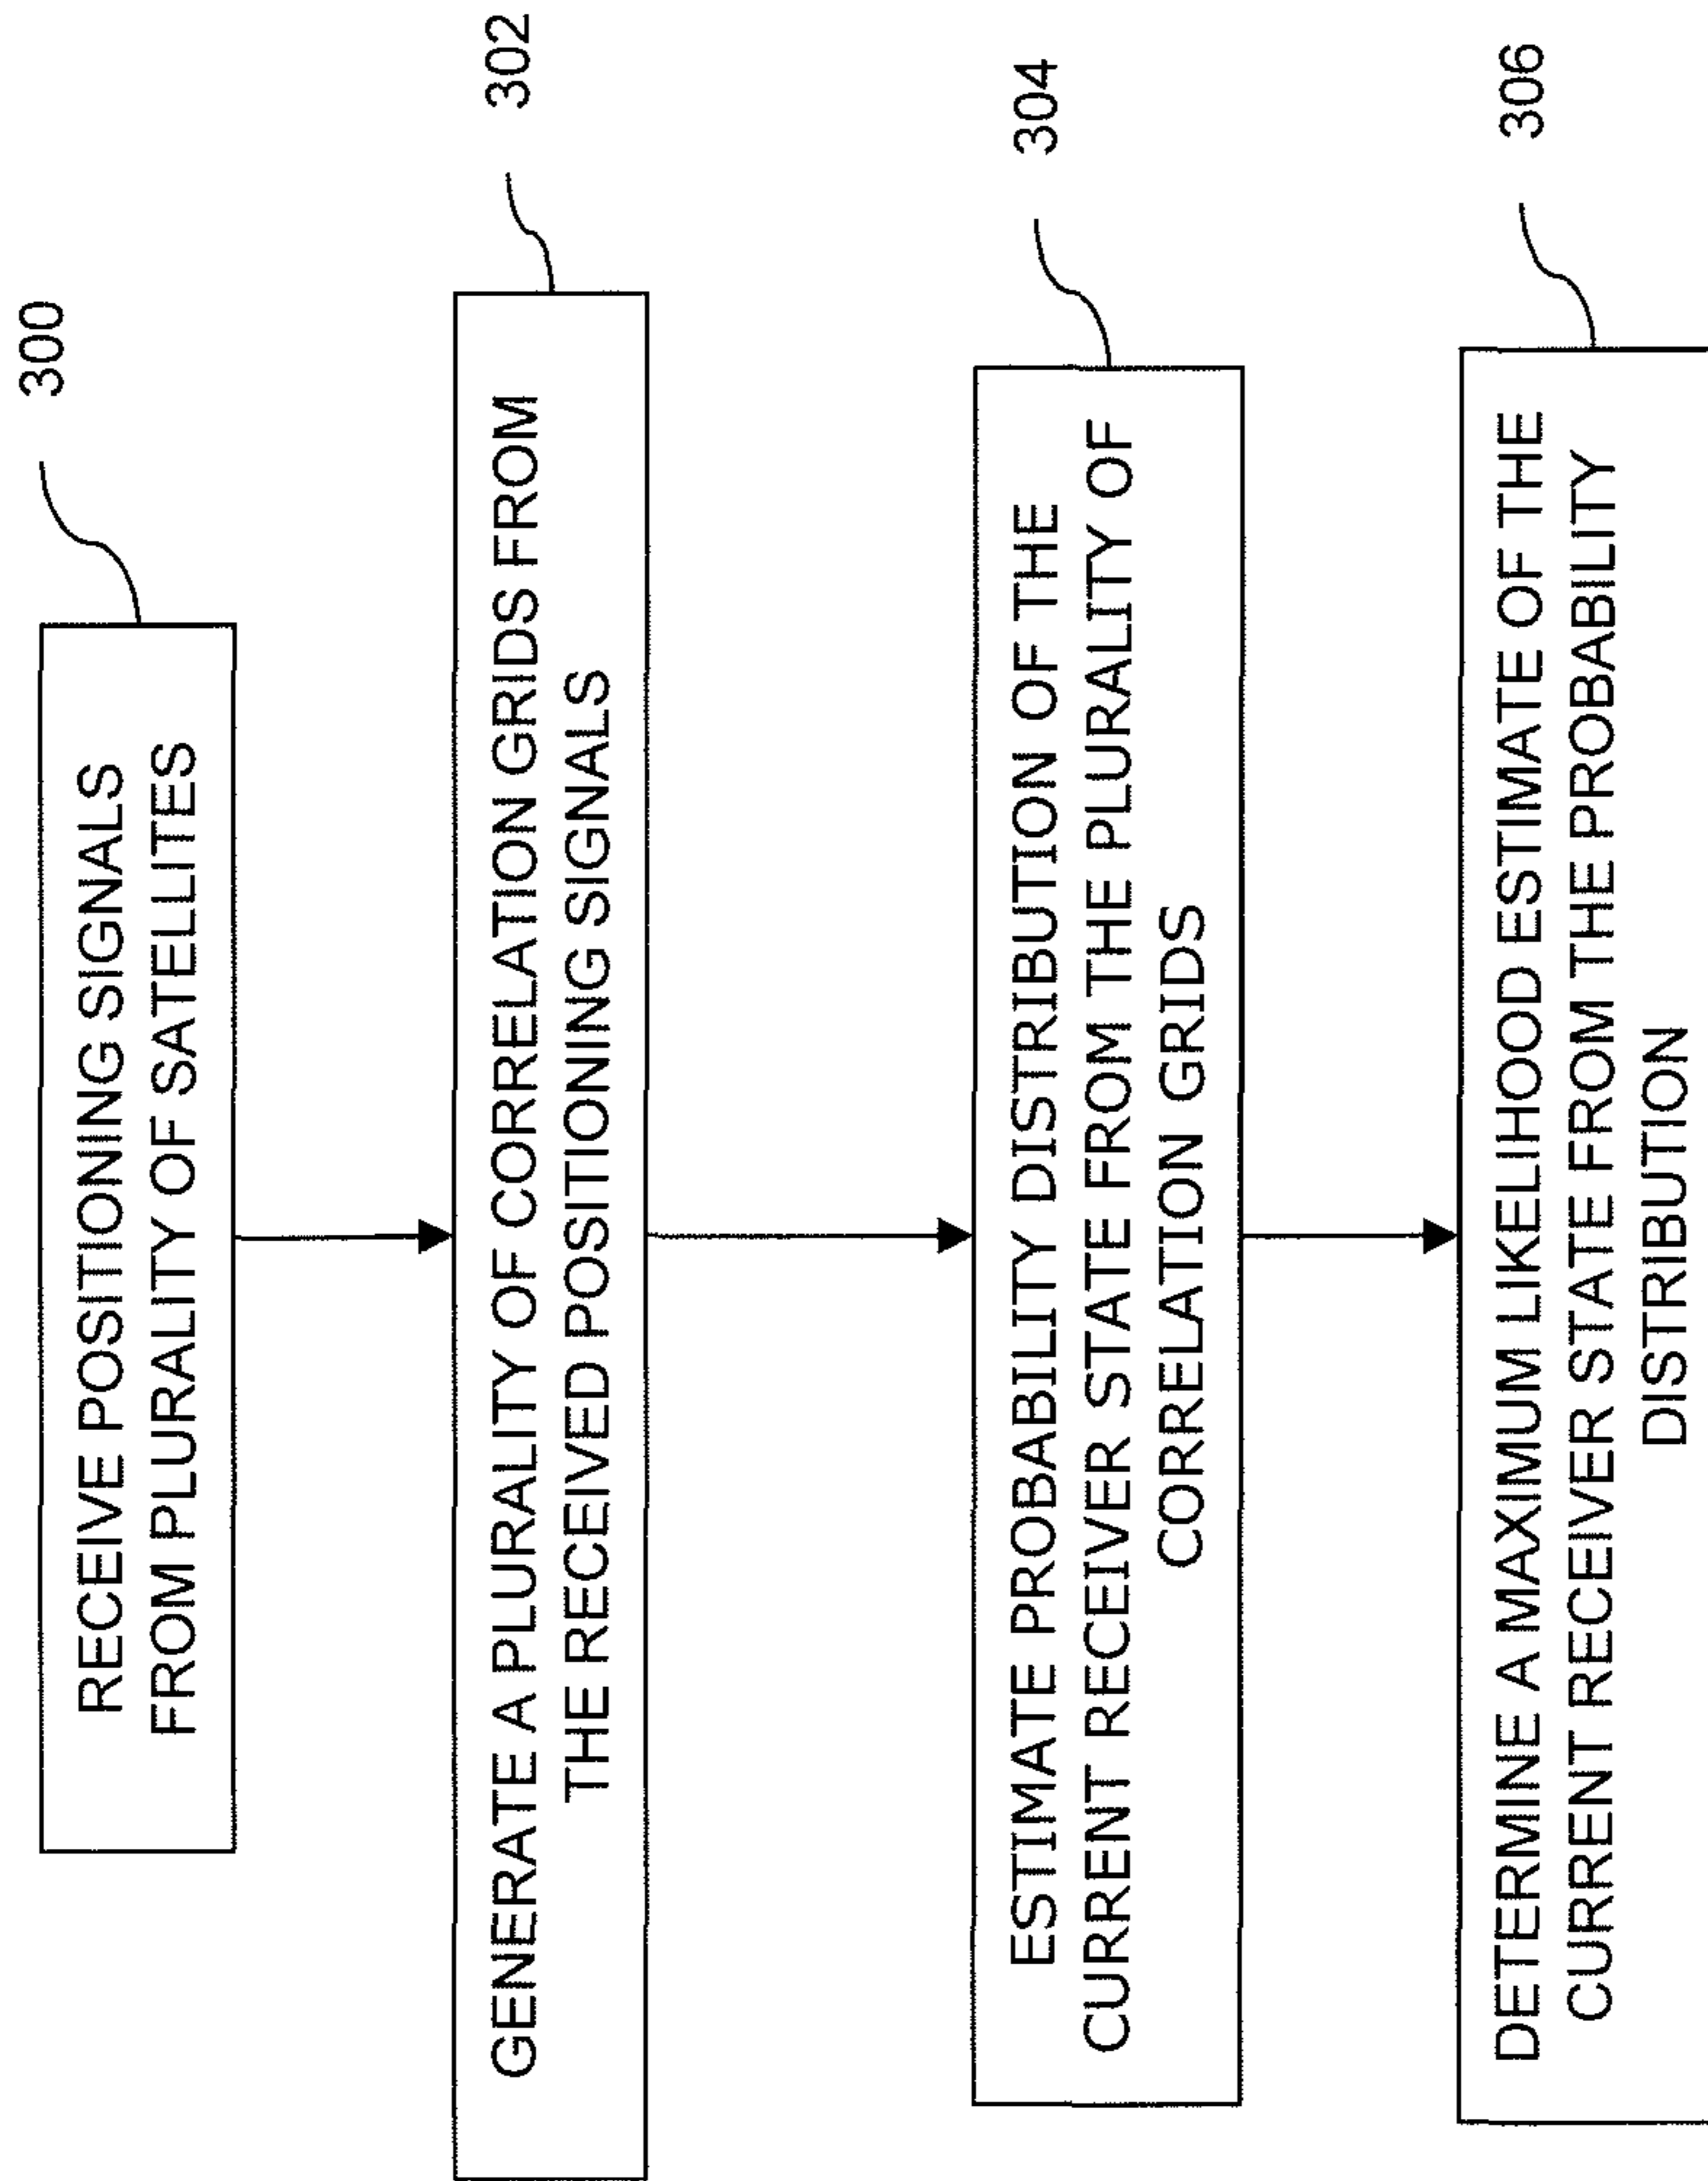 300
RECEIVE POSITIONING SIGNALS
FROM PLURALITY OF SATELLITES
302
GENERATE A PLURALITY OF CORRELATION GRIDS FROM
THE RECEIVED POSITIONING SIGNALS
304
ESTIMATE PROBABILITY DISTRIBUTION OF THE
CURRENT RECEIVER STATE FROM THE PLURALITY OF
CORRELATION GRIDS
306
DETERMINE A MAXIMUM LIKELIHOOD ESTIMATE OF THE
CURRENT RECEIVER STATE FROM THE PROBABILITY
DISTRIBUTION